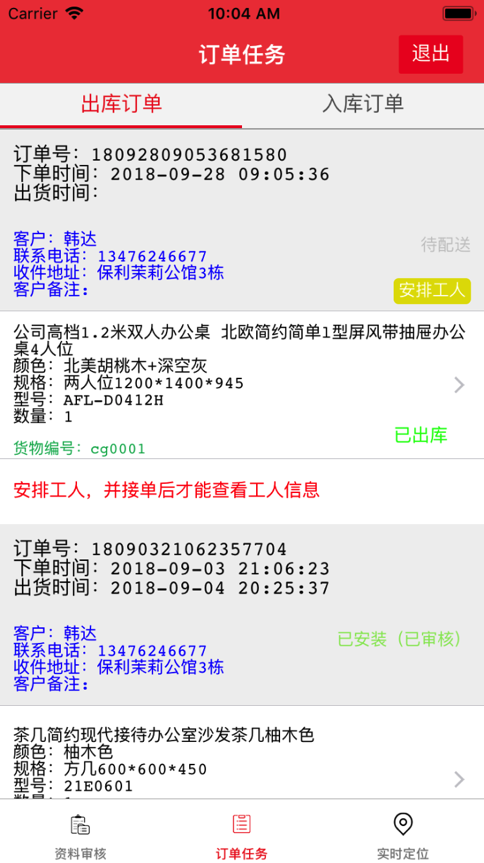 Carrier 10:04 AM
订单任务 退出
出库订单 入库订单
订单号：18092809053681580
下单时间：2018-09-28 09:05:36
出货时间：
客户：韩达
联系电话：13476246677
收件地址：保利茉莉公馆3栋
客户备注：
待配送
安排工人
公司高档1.2米双人办公桌 北欧简约简单1型屏风带抽屉办公
桌4人位
颜色：北美胡桃木+深空灰
规格：两人位1200*1400*945
型号：AFL-D0412H
数量：1
已出库
货物编号：cg0001
安排工人，并接单后才能查看工人信息
订单号：18090321062357704
下单时间：2018-09-03 21:06:23
出货时间：2018-09-04 20:25:37
客户：韩达
联系电话：13476246677
收件地址：保利茉莉公馆3栋
客户备注：
已安装（已审核）
茶几简约现代接待办公室沙发茶几柚木色
颜色：柚木色
规格：方几600*600*450
型号：21E0601
数量：1
资料审核 订单任务 实时定位